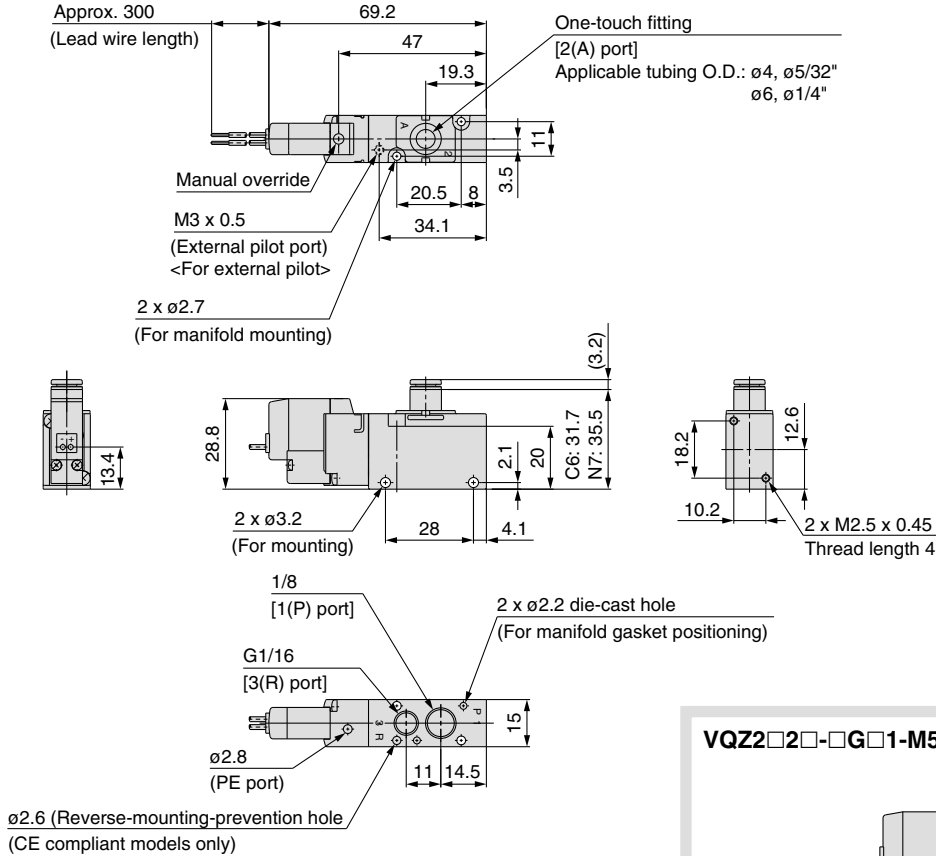 Approx. 300
(Lead wire length)
69.2
47
19.3
One-touch fitting
[2(A) port]
Applicable tubing O.D.: ø4, ø5/32"
ø6, ø1/4"
A
2
11
3.5
Manual override
20.5
8
M3 x 0.5
(External pilot port)
<For external pilot>
34.1
2 x ø2.7
(For manifold mounting)
(3.2)
- +
13.4
28.8
2.1
20
C6: 31.7
N7: 35.5
18.2
12.6
10.2
2 x M2.5 x 0.45
Thread length 4
2 x ø3.2
(For mounting)
28
4.1
1/8
[1(P) port]
2 x ø2.2 die-cast hole
(For manifold gasket positioning)
G1/16
[3(R) port]
3 R
P 1
15
ø2.8
(PE port)
11
14.5
ø2.6 (Reverse-mounting-prevention hole
(CE compliant models only)
VQZ2□2□-□G□1-M5